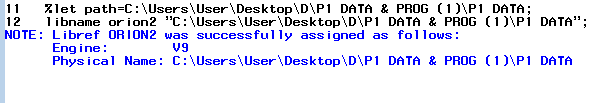 11   %let path=C:\Users\User\Desktop\D\P1 DATA & PROG (1)\P1 DATA;
12   libname orion2 "C:\Users\User\Desktop\D\P1 DATA & PROG (1)\P1 DATA";
NOTE: Libref ORION2 was successfully assigned as follows:
      Engine:        V9
      Physical Name: C:\Users\User\Desktop\D\P1 DATA & PROG (1)\P1 DATA